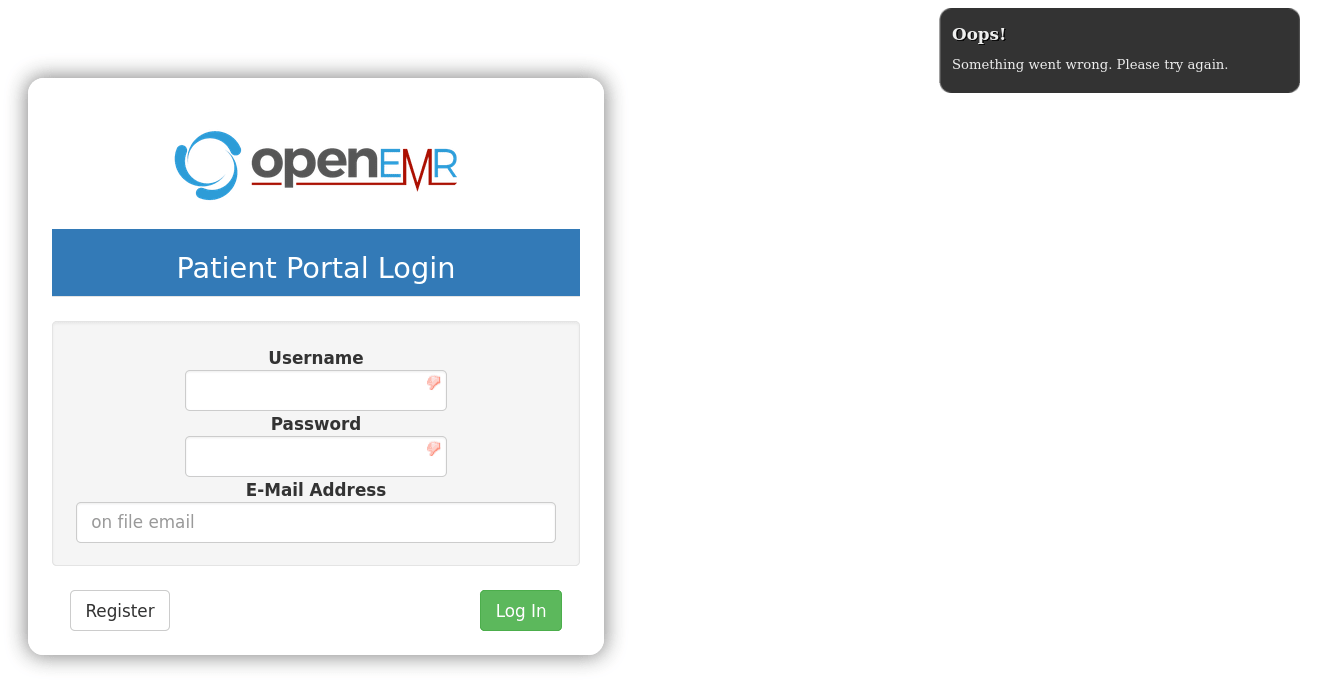 Oops!
Something went wrong. Please try again.
openEMR
Patient Portal Login
Username
Password
E-Mail Address
on file email
Register
Log In